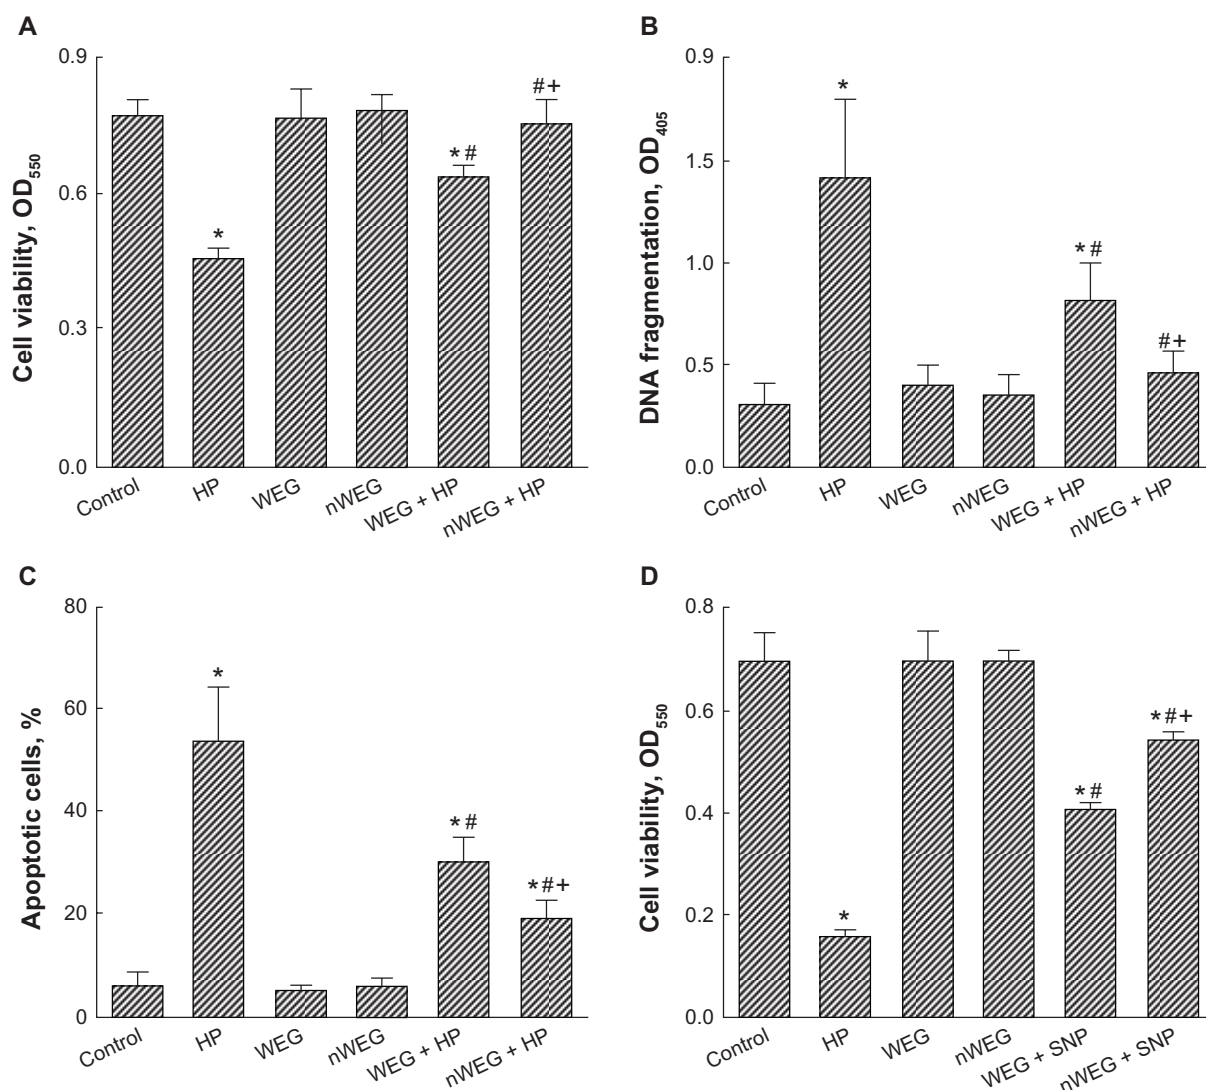 A
Cell viability, OD550
0.9
0.6
0.3
0.0
*
*#
#+
Control
HP
WEG
nWEG
WEG + HP
nWEG + HP
B
DNA fragmentation, OD405
0.9
1.5
1.0
0.5
0.0
*
*#
#+
Control
HP
WEG
nWEG
WEG + HP
nWEG + HP
C
Apoptotic cells, %
80
60
40
20
0
*
*#
*#+
Control
HP
WEG
nWEG
WEG + HP
nWEG + HP
D
Cell viability, OD550
0.8
0.6
0.4
0.2
0.0
*
*#
*#+
Control
HP
WEG
nWEG
WEG + SNP
nWEG + SNP